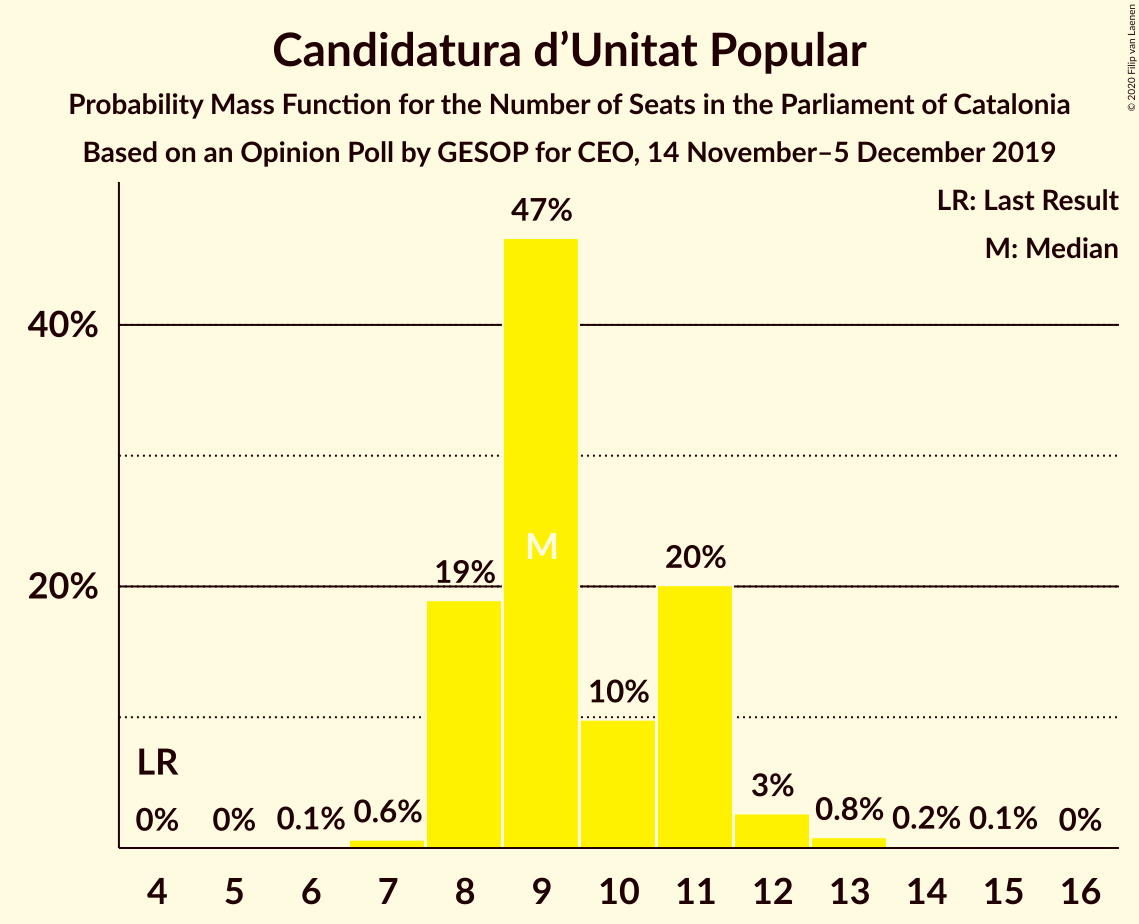 Candidatura d’Unitat Popular
Probability Mass Function for the Number of Seats in the Parliament of Catalonia
Based on an Opinion Poll by GESOP for CEO, 14 November–5 December 2019
© 2020 Filip van Laenen
LR: Last Result
M: Median
40%
20%
LR
0%
0%
0.1%
0.6%
19%
47%
M
10%
20%
3%
0.8%
0.2%
0.1%
0%
4 5 6 7 8 9 10 11 12 13 14 15 16